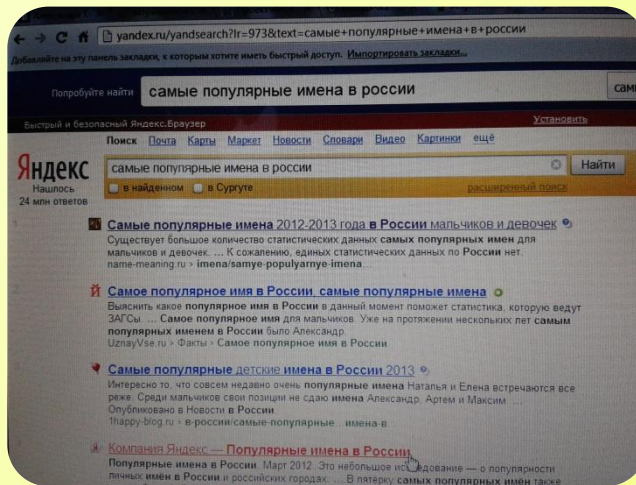 yandex.ru/yandsearch?lr=973&text=самые+популярные+имена+в+россии
Добавляйте на эту панель закладки, к которым хотите иметь быстрый доступ. Импортировать закладки...
Попробуйте найти самые популярные имена в россии
Быстрый и безопасный Яндекс.Браузер Установить
Поиск Почта Карты Маркет Новости Словари Видео Картинки ещё
Яндекс
Нашлось
24 млн ответов
самые популярные имена в россии Найти
в найденном в Сургуте расширенный поиск
Самые популярные имена 2012-2013 года в России мальчиков и девочек
Существует большое количество статистических данных самых популярных имен для
мальчиков и девочек. ... К сожалению, единых статистических данных по России нет.
name-meaning.ru › imena/samye-populyarnye-imena...
Самое популярное имя в России, самые популярные имена
Выяснить какое популярное имя в России в данный момент поможет статистика, которую ведут
ЗАГСы. ... Самое популярное имя для мальчиков. Уже на протяжении нескольких лет самым
популярных именем в России было Александр.
UznayVse.ru › Факты › Самое популярное имя в России
Самые популярные детские имена в России 2013
Интересно то, что совсем недавно очень популярные имена Наталья и Елена встречаются все
реже. Среди мальчиков свои позиции не сдаю имена Александр, Артем и Максим. ...
Опубликовано в Новости в России.
1happy-blog.ru › в-россии/самые-популярные...имена-в...
Компания Яндекс — Популярные имена в России
Популярные имена в России. Март 2012. Это небольшое исследование — о популярности
личных имён в России и российских городах. ... В пятерку самых популярных имён также